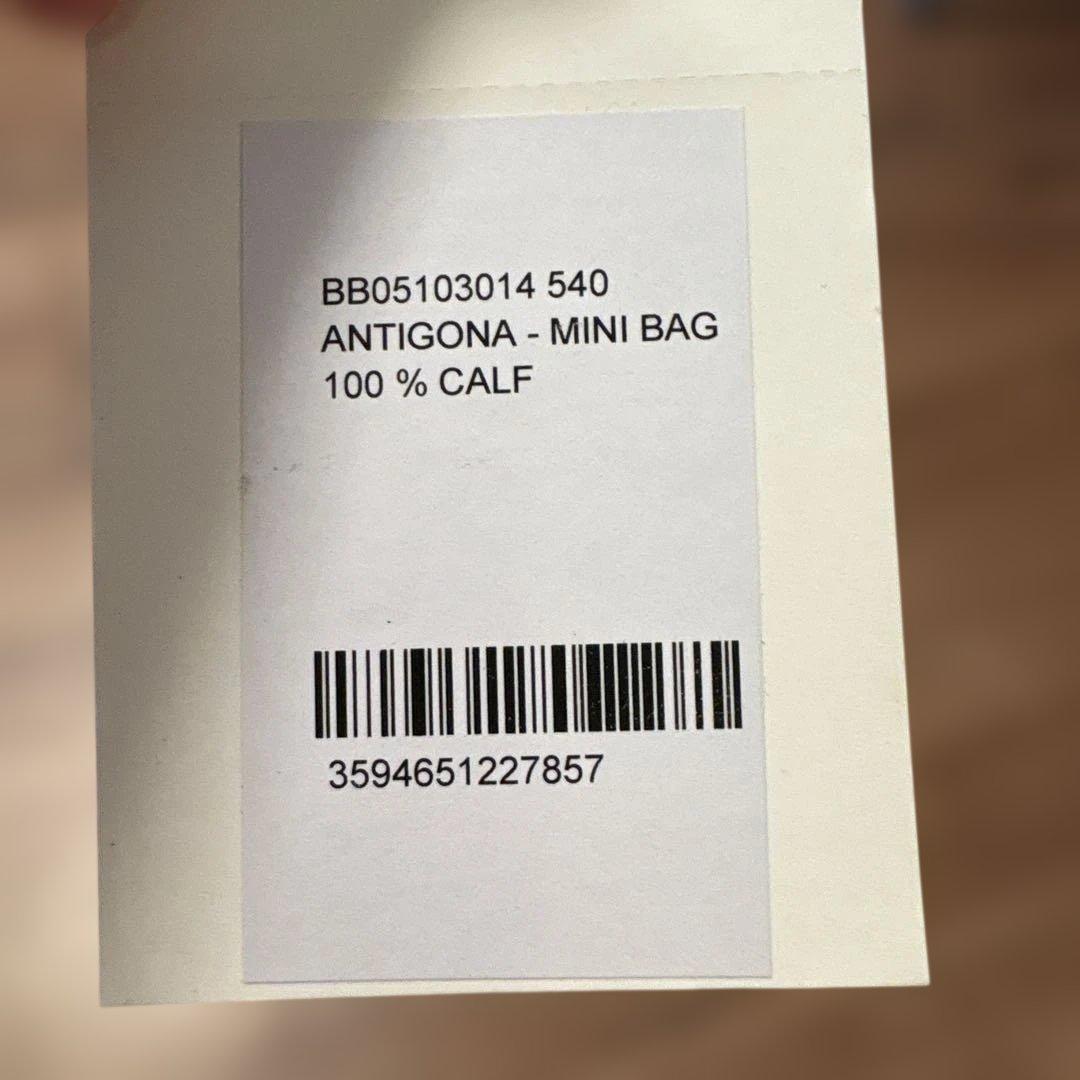 BB05103014 540
ANTIGONA - MINI BAG
100 % CALF
3594651227857